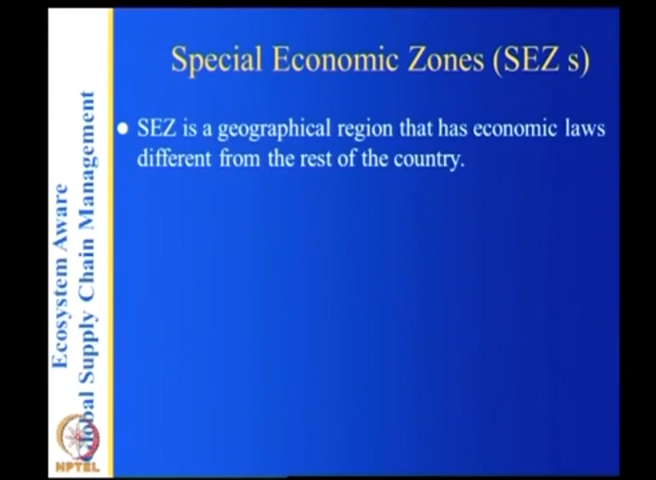 Special Economic Zones (SEZ s)
SEZ is a geographical region that has economic laws
different from the rest of the country.
Ecosystem Aware
Global Supply Chain Management
NPTEL